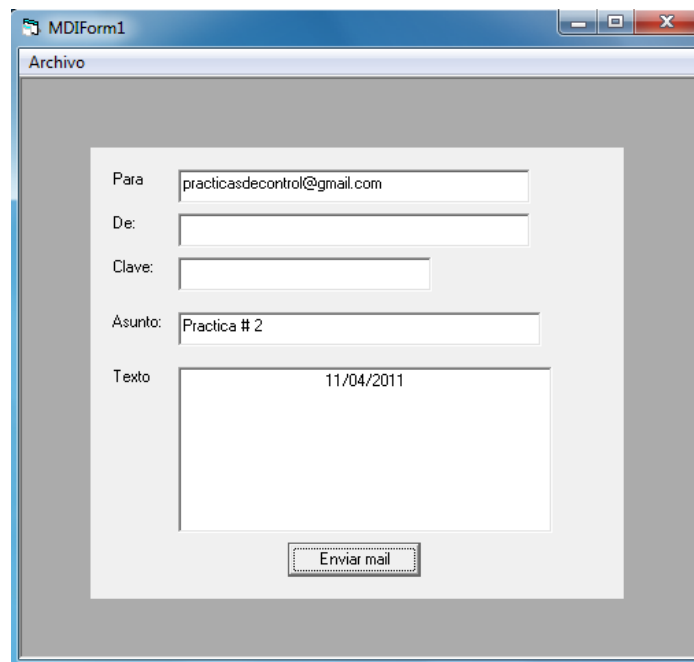 MDIForm1
Archivo
Para practicasdecontrol@gmail.com
De:
Clave:
Asunto: Practica # 2
Texto 11/04/2011
Enviar mail